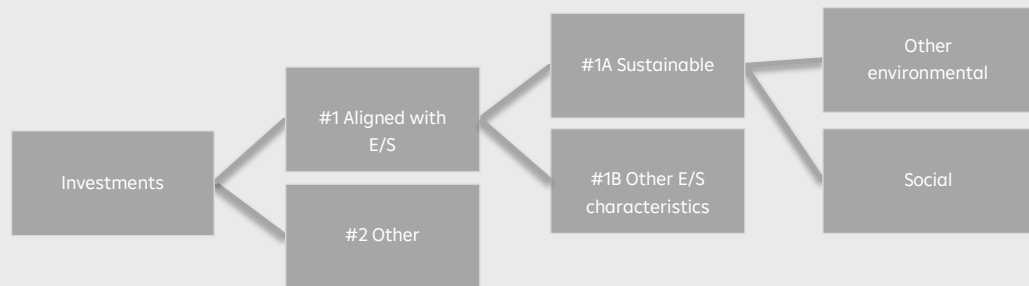 Investments
#1 Aligned with
E/S
#2 Other
#1A Sustainable
#1B Other E/S
characteristics
Other
environmental
Social